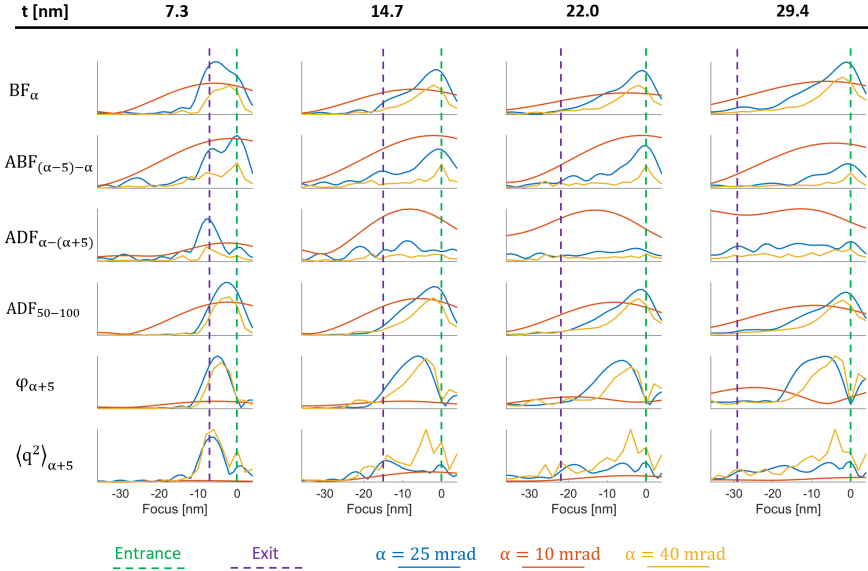 t [nm] 7.3 14.7 22.0 29.4
BFα
ABF(α−5)−α
ADFα−(α+5)
ADF50−100
φα+5
⟨q²⟩α+5
-30 -20 -10 0 -30 -20 -10 0 -30 -20 -10 0 -30 -20 -10 0
Focus [nm] Focus [nm] Focus [nm] Focus [nm]
Entrance Exit α = 25 mrad α = 10 mrad α = 40 mrad